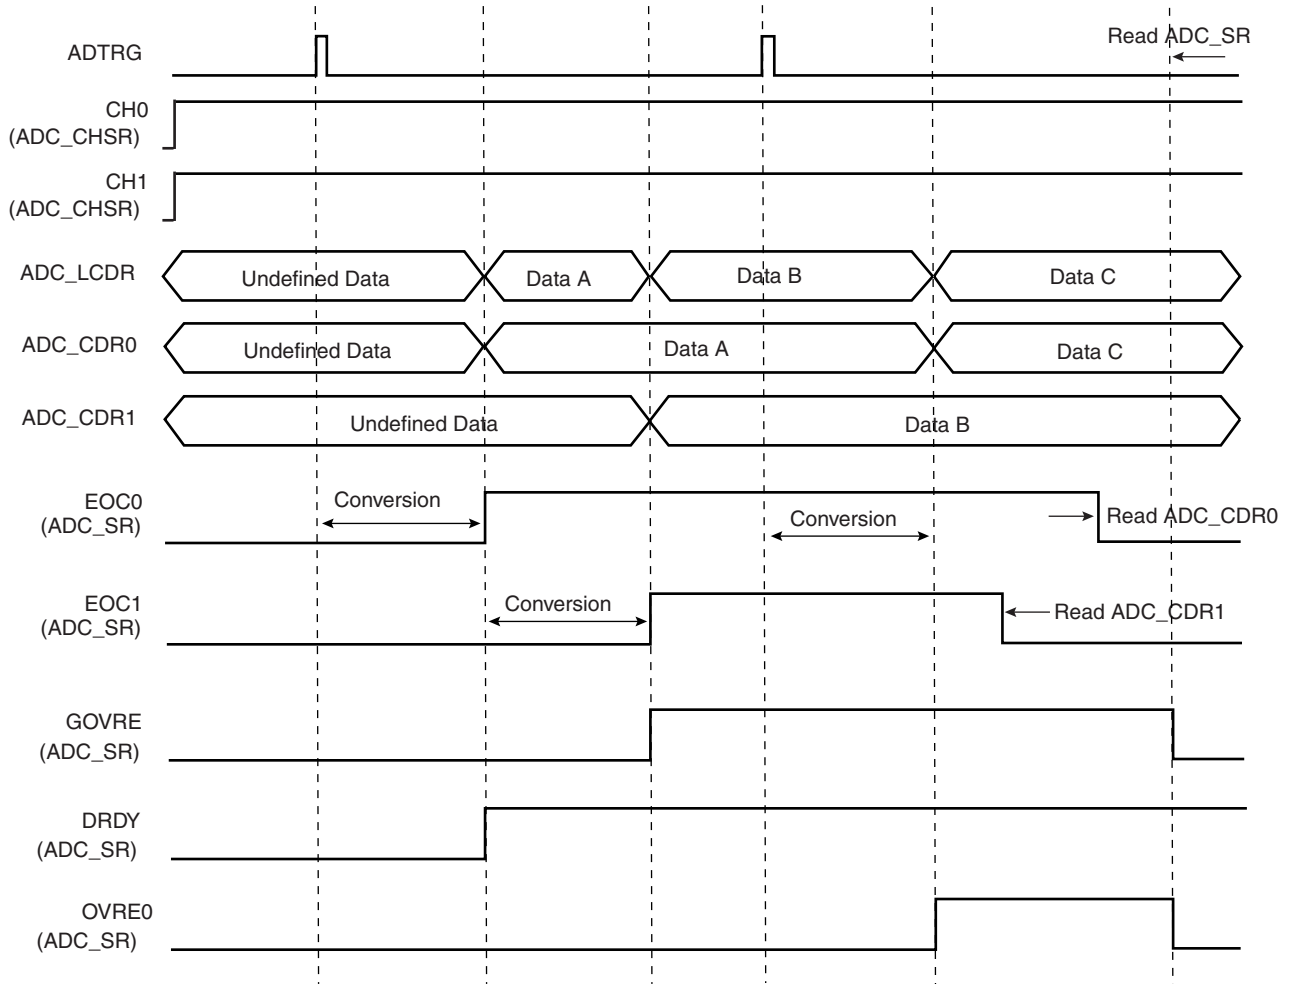 ADTRG
Read ADC_SR
CH0
(ADC_CHSR)
CH1
(ADC_CHSR)
ADC_LCDR
Undefined Data
Data A
Data B
Data C
ADC_CDR0
Undefined Data
Data A
Data C
ADC_CDR1
Undefined Data
Data B
EOC0
(ADC_SR)
Conversion
Conversion
Read ADC_CDR0
EOC1
(ADC_SR)
Conversion
Read ADC_CDR1
GOVRE
(ADC_SR)
DRDY
(ADC_SR)
OVRE0
(ADC_SR)